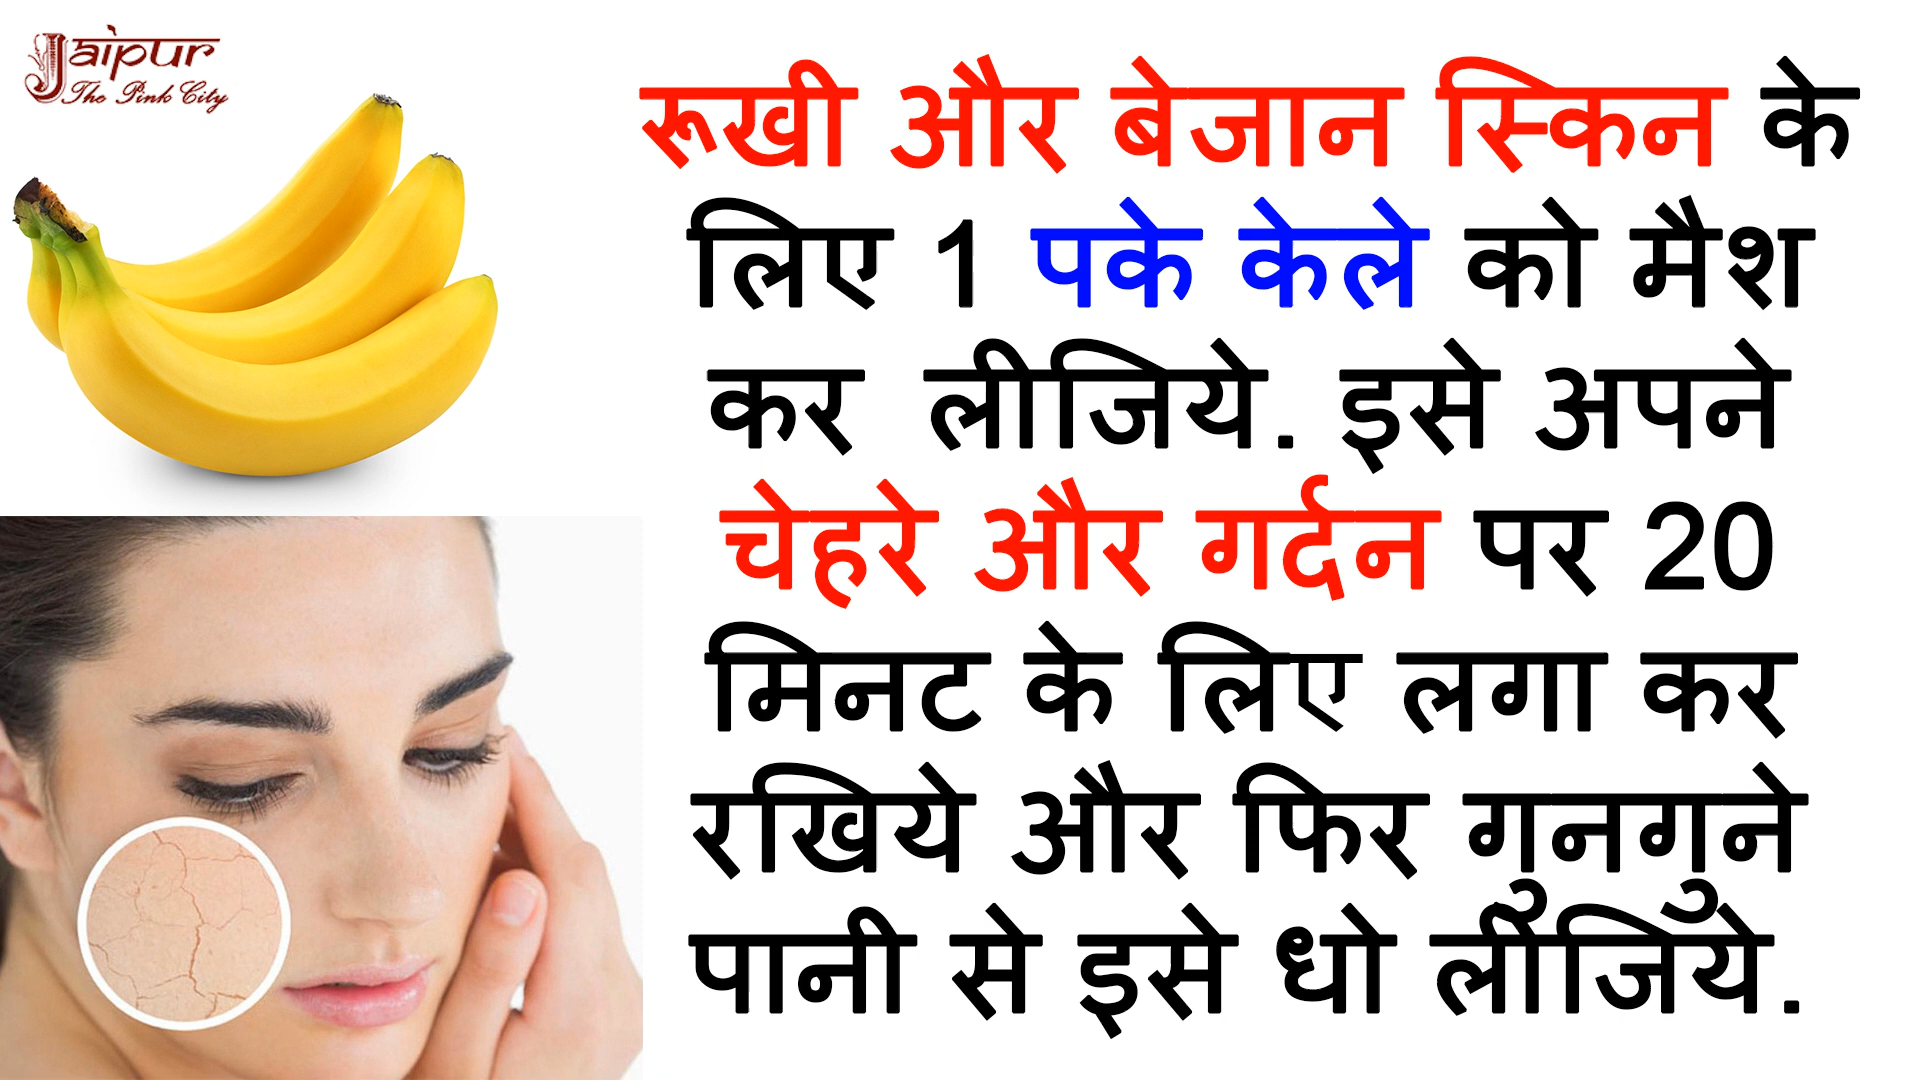 Jaipur
The Pink City
रूखी और बेजान स्किन के
लिए 1 पके केले को मैश
कर लीजिये. इसे अपने
चेहरे और गर्दन पर 20
मिनट के लिए लगा कर
रखिये और फिर गुनगुने
पानी से इसे धो लीजिये.